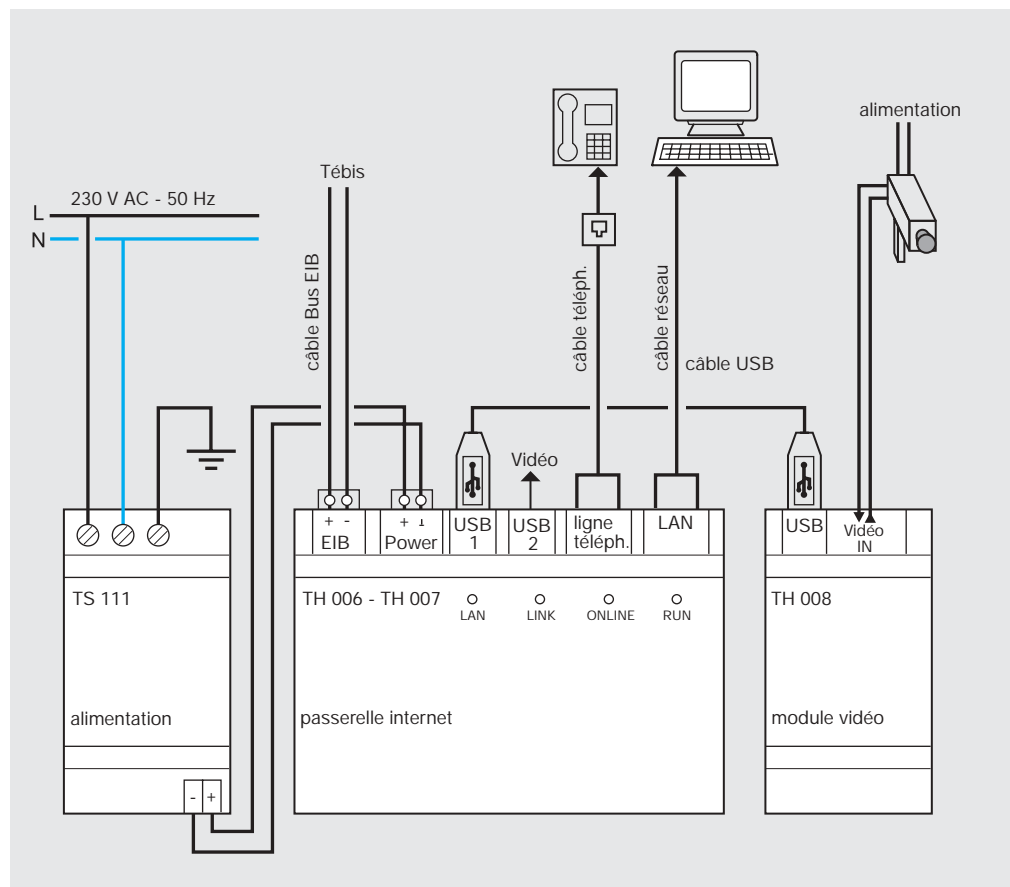 alimentation
Tébis
230 V AC - 50 Hz
L
N
câble Bus EIB
câble téléph.
câble réseau
câble USB
Vidéo
+ -
EIB
+ ⊥
Power
USB
1
USB
2
ligne
téléph.
LAN
USB
Vidéo
IN
TS 111
TH 006 - TH 007
LAN
LINK
ONLINE
RUN
TH 008
alimentation
passerelle internet
module vidéo
- +